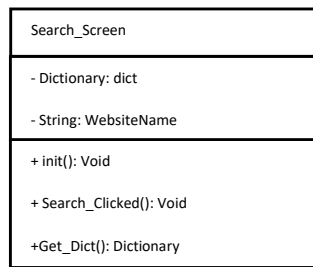 Search_Screen
- Dictionary: dict
- String: WebsiteName
+ init(): Void
+ Search_Clicked(): Void
+Get_Dict(): Dictionary